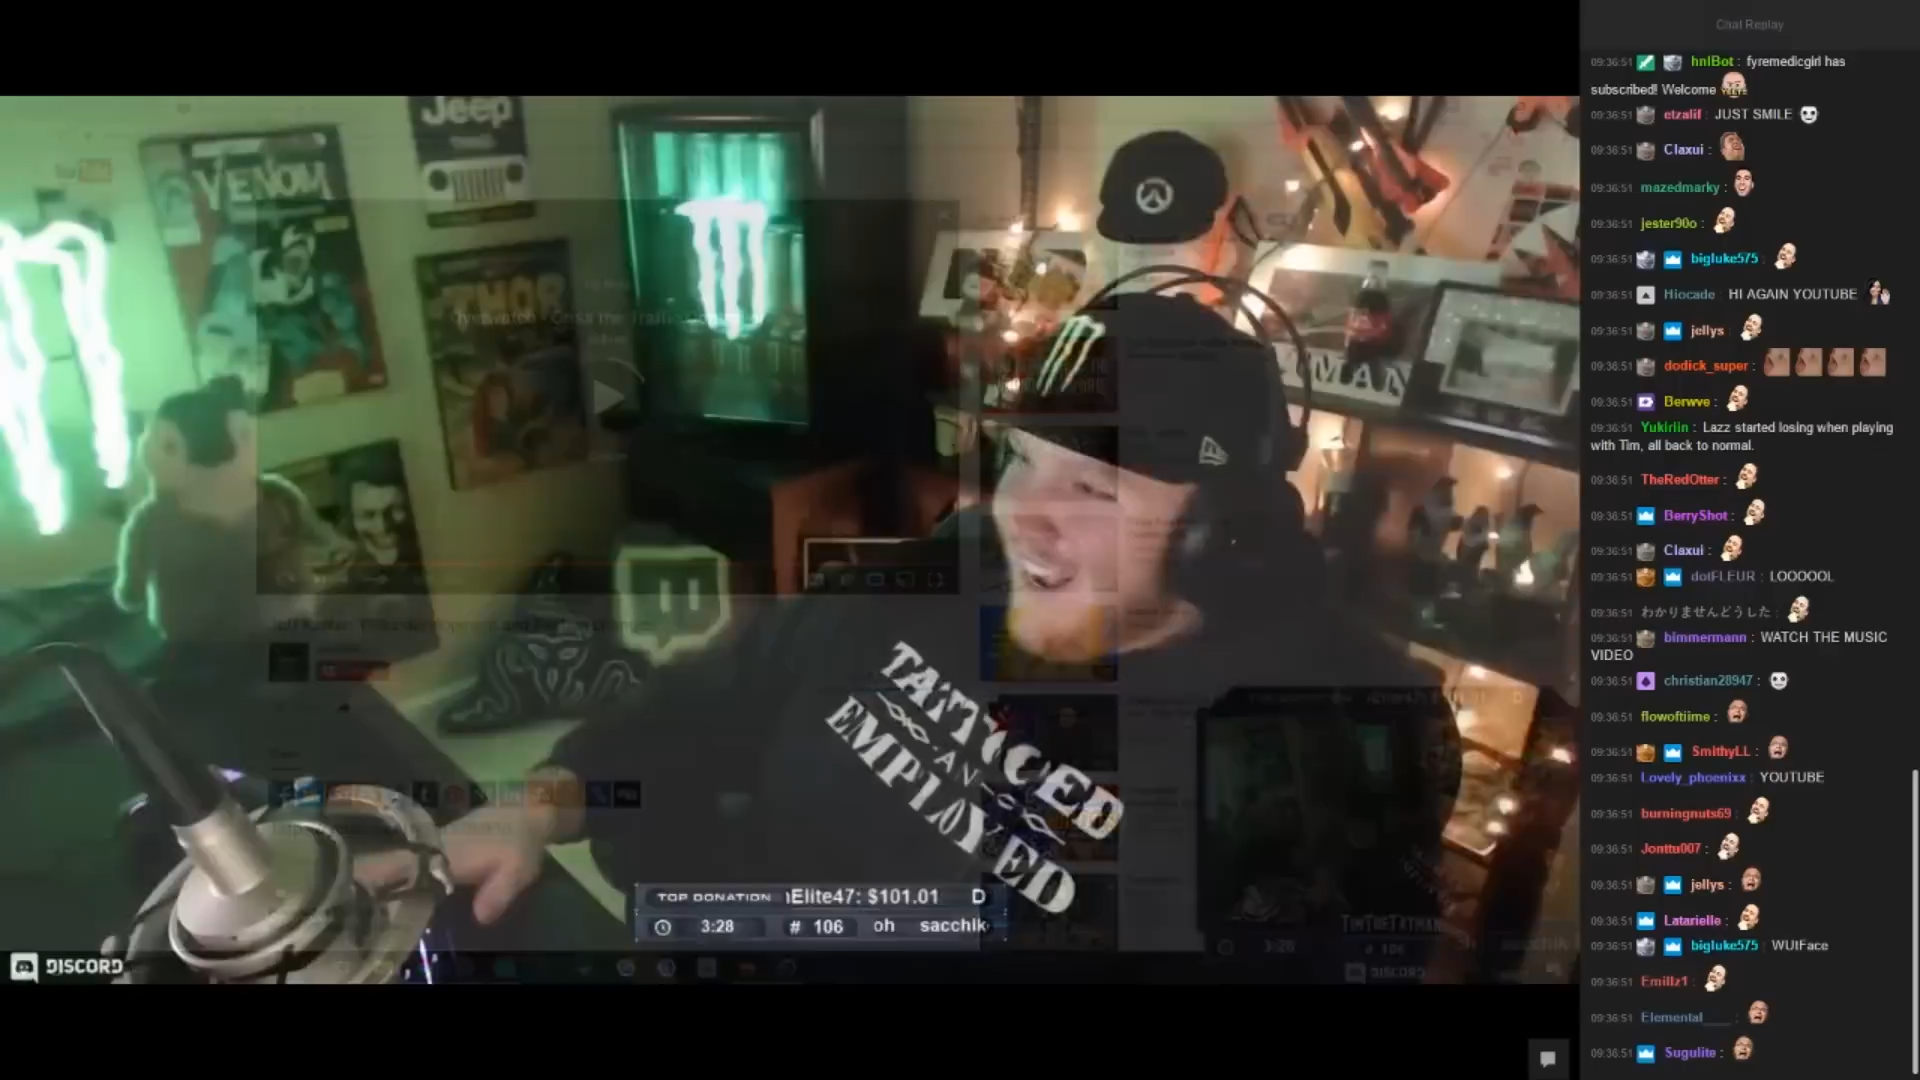 Chat Replay
09:36:51 hnlBot : fyremedicgirl has
subscribed! Welcome
09:36:51 etzalif : JUST SMILE
09:36:51 Claxui :
mazedmarky :
jester90o :
09:36:51 bigluke575 :
09:36:51 Hiocade : HI AGAIN YOUTUBE
09:36:51 jellys :
09:36:51 dodick_super :
09:36:51 Berwve :
09:36:51 Yukiriin : Lazz started losing when playing
with Tim, all back to normal.
09:36:51 TheRedOtter :
09:36:51 BerryShot :
09:36:51 Claxui :
09:36:51 dotFLEUR : LOOOOOL
09:36:51 わかりませんどうした :
09:36:51 bimmermann : WATCH THE MUSIC
VIDEO
09:36:51 christian28947 :
09:36:51 flowoftiime :
09:36:51 SmithyLL :
09:36:51 Lovely_phoenixx : YOUTUBE
09:36:51 burningnuts69 :
09:36:51 Jonttu007 :
09:36:51 jellys :
09:36:51 Latarielle :
09:36:51 bigluke575 : WUtFace
09:36:51 Emillz1 :
09:36:51 Elemental____ :
09:36:51 Sugulite :
Jeep
VENOM
THOR
TATTOOED
AN
EMPLOYED
TOP DONATION Elite47: $101.01 D
3:28 # 106 oh sacchik
TIMTHETATMAN
3:28 # 106
DISCORD
DISCORD